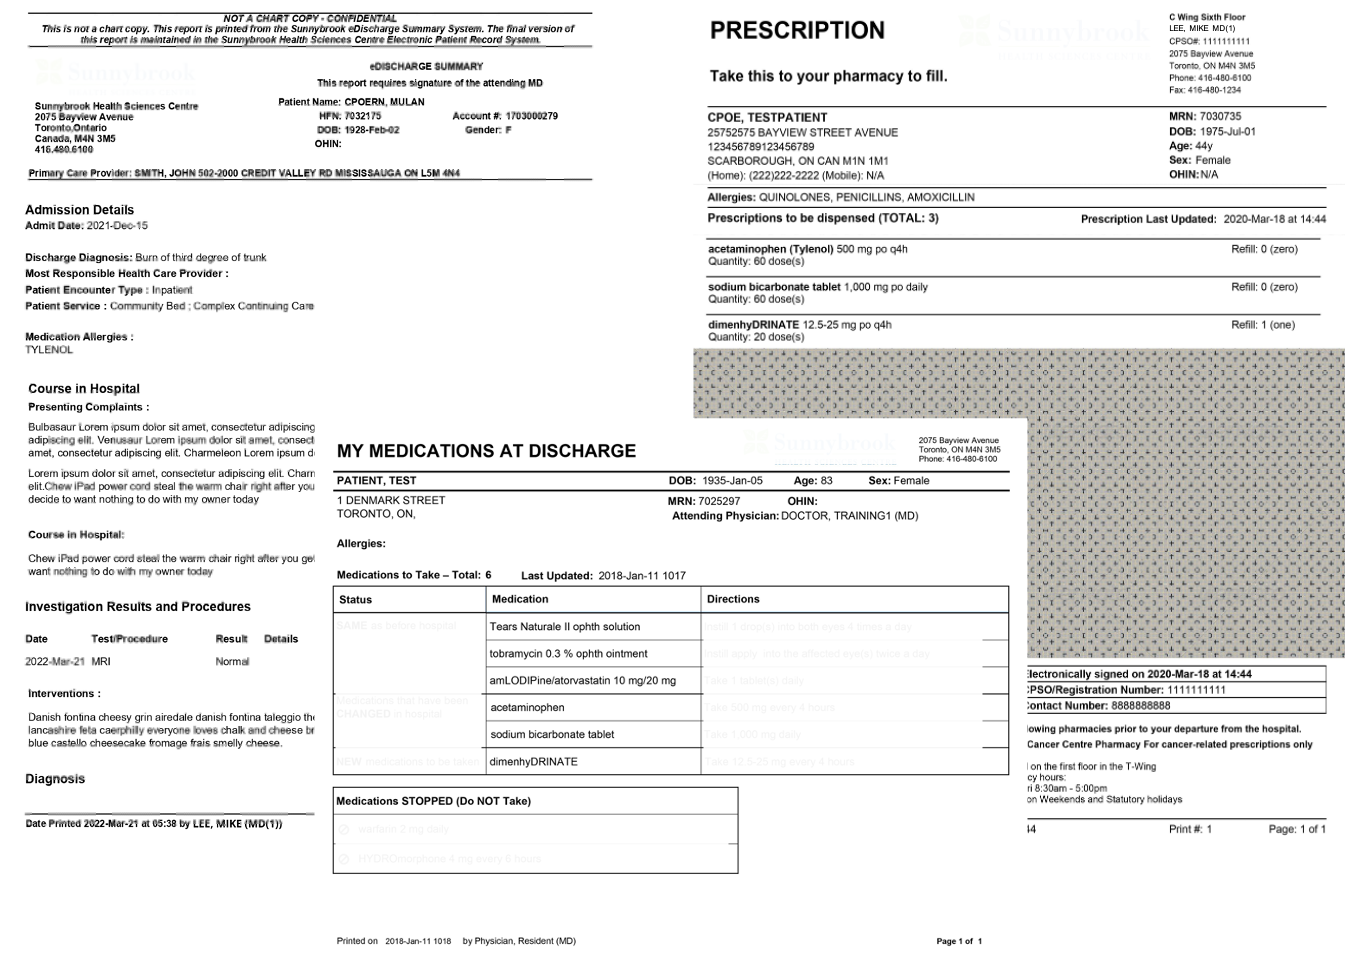 NOT A CHART COPY - CONFIDENTIAL
This is not a chart copy. This report is printed from the Sunnybrook eDischarge Summary System. The final version of
this report is maintained in the Sunnybrook Health Sciences Centre Electronic Patient Record System.
Sunnybrook
eDISCHARGE SUMMARY
This report requires signature of the attending MD
Sunnybrook Health Sciences Centre
2075 Bayview Avenue
Toronto,Ontario
Canada, M4N 3M5
416.480.6100
Patient Name: CPOERN, MULAN
HFN: 7032175 Account #: 1703000279
DOB: 1928-Feb-02 Gender: F
OHIN:
Primary Care Provider: SMITH, JOHN 502-2000 CREDIT VALLEY RD MISSISSAUGA ON L5M 4N4
Admission Details
Admit Date: 2021-Dec-15
Discharge Diagnosis: Burn of third degree of trunk
Most Responsible Health Care Provider :
Patient Encounter Type : Inpatient
Patient Service : Community Bed ; Complex Continuing Care
Medication Allergies :
TYLENOL
Course in Hospital
Presenting Complaints :
Bulbasaur Lorem ipsum dolor sit amet, consectetur adipiscing
adipiscing elit. Venusaur Lorem ipsum dolor sit amet, consect
amet, consectetur adipiscing elit. Charmeleon Lorem ipsum d
Lorem ipsum dolor sit amet, consectetur adipiscing elit. Charm
elit.Chew iPad power cord steal the warm chair right after you
decide to want nothing to do with my owner today
Course in Hospital:
Chew iPad power cord steal the warm chair right after you get
want nothing to do with my owner today
Investigation Results and Procedures
Date Test/Procedure Result Details
2022-Mar-21 MRI Normal
Interventions :
Danish fontina cheesy grin airedale danish fontina taleggio the
lancashire feta caerphilly everyone loves chalk and cheese br
blue castello cheesecake fromage frais smelly cheese.
Diagnosis
Date Printed 2022-Mar-21 at 05:38 by LEE, MIKE (MD(1))
PRESCRIPTION
Sunnybrook
Take this to your pharmacy to fill.
C Wing Sixth Floor
LEE, MIKE MD(1)
CPSO#: 1111111111
2075 Bayview Avenue
Toronto, ON M4N 3M5
Phone: 416-480-6100
Fax: 416-480-1234
CPOE, TESTPATIENT
25752575 BAYVIEW STREET AVENUE
123456789123456789
SCARBOROUGH, ON CAN M1N 1M1
(Home): (222)222-2222 (Mobile): N/A
MRN: 7030735
DOB: 1975-Jul-01
Age: 44y
Sex: Female
OHIN:N/A
Allergies: QUINOLONES, PENICILLINS, AMOXICILLIN
Prescriptions to be dispensed (TOTAL: 3) Prescription Last Updated: 2020-Mar-18 at 14:44
acetaminophen (Tylenol) 500 mg po q4h Refill: 0 (zero)
Quantity: 60 dose(s)
sodium bicarbonate tablet 1,000 mg po daily Refill: 0 (zero)
Quantity: 60 dose(s)
dimenhyDRINATE 12.5-25 mg po q4h Refill: 1 (one)
Quantity: 20 dose(s)
Electronically signed on 2020-Mar-18 at 14:44
CPSO/Registration Number: 1111111111
Contact Number: 8888888888
lowing pharmacies prior to your departure from the hospital.
Cancer Centre Pharmacy For cancer-related prescriptions only
on the first floor in the T-Wing
cy hours:
ri 8:30am - 5:00pm
on Weekends and Statutory holidays
44 Print #: 1 Page: 1 of 1
MY MEDICATIONS AT DISCHARGE
Sunnybrook
2075 Bayview Avenue
Toronto, ON M4N 3M5
Phone: 416-480-6100
PATIENT, TEST DOB: 1935-Jan-05 Age: 83 Sex: Female
1 DENMARK STREET MRN: 7025297 OHIN:
TORONTO, ON, Attending Physician: DOCTOR, TRAINING1 (MD)
Allergies:
Medications to Take – Total: 6 Last Updated: 2018-Jan-11 1017
Status Medication Directions
SAME as before hospital Tears Naturale II ophth solution Instill 1 drop(s) into both eyes 4 times a day
tobramycin 0.3 % ophth ointment Instill apply into the affected eye(s) twice a day
amLODIPine/atorvastatin 10 mg/20 mg Take 1 tablet(s) daily
Medications that have been
CHANGED in hospital acetaminophen Take 500 mg every 4 hours
sodium bicarbonate tablet Take 1,000 mg daily
NEW medications to be taken dimenhyDRINATE Take 12.5-25 mg every 4 hours
Medications STOPPED (Do NOT Take)
warfarin 2 mg daily
HYDROmorphone 4 mg every 6 hours
Printed on 2018-Jan-11 1018 by Physician, Resident (MD) Page 1 of 1